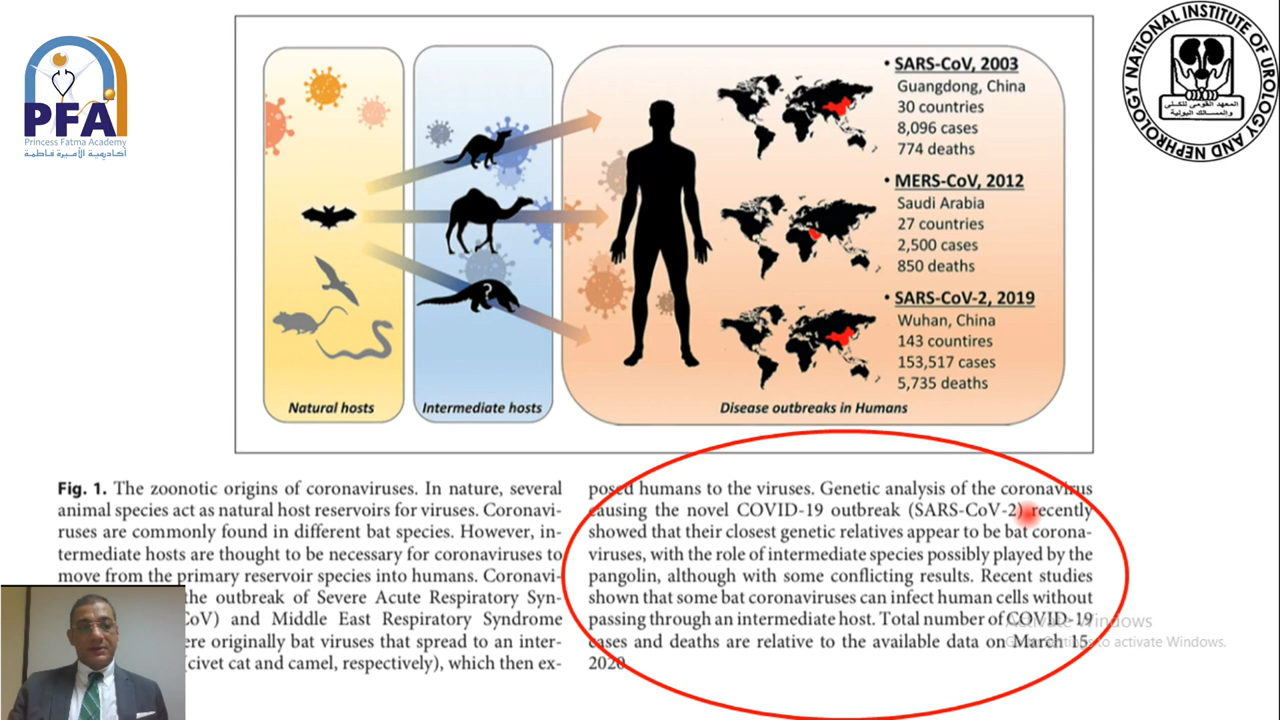 PFA
Princess Fatma Academy
أكاديمية الأميرة فاطمة
NATIONAL INSTITUTE OF UROLOGY AND NEPHROLOGY
المعهد القومى للكلى
والمسالك البولية
• SARS-CoV, 2003
Guangdong, China
30 countries
8,096 cases
774 deaths
• MERS-CoV, 2012
Saudi Arabia
27 countries
2,500 cases
850 deaths
• SARS-CoV-2, 2019
Wuhan, China
143 countires
153,517 cases
5,735 deaths
?
Natural hosts
Intermediate hosts
Disease outbreaks in Humans
Fig. 1. The zoonotic origins of coronaviruses. In nature, several
animal species act as natural host reservoirs for viruses. Coronavi-
ruses are commonly found in different bat species. However, in-
termediate hosts are thought to be necessary for coronaviruses to
move from the primary reservoir species into humans. Coronavi-
the outbreak of Severe Acute Respiratory Syn-
CoV) and Middle East Respiratory Syndrome
ere originally bat viruses that spread to an inter-
(civet cat and camel, respectively), which then ex-
posed humans to the viruses. Genetic analysis of the coronavirus
causing the novel COVID-19 outbreak (SARS-CoV-2) recently
showed that their closest genetic relatives appear to be bat corona-
viruses, with the role of intermediate species possibly played by the
pangolin, although with some conflicting results. Recent studies
shown that some bat coronaviruses can infect human cells without
passing through an intermediate host. Total number of COVID-19
cases and deaths are relative to the available data on March 15,
2020.
Activate Windows
to activate Windows.